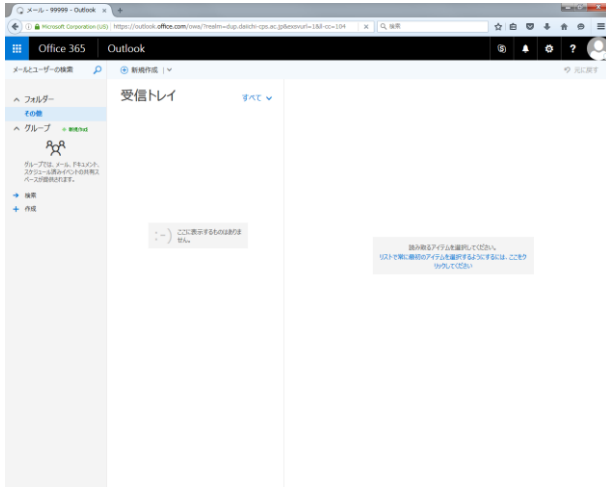 メール - 99999 - Outlook
Microsoft Corporation (US)
https://outlook.office.com/owa/?realm=dup.daiichi-cps.ac.jp&exsvurl=1&ll-cc=104
検索
Office 365
Outlook
?
メールとユーザーの検索
新規作成
元に戻す
フォルダー
その他
グループ
グループでは、メール、ドキュメント、
スケジュール済みイベントの共有ス
ペースが提供されます。
検索
作成
受信トレイ
すべて
:-)
ここに表示するものはありま
せん。
読み取るアイテムを選択してください。
リストで常に最初のアイテムを選択するようにするには、ここをク
リックしてください